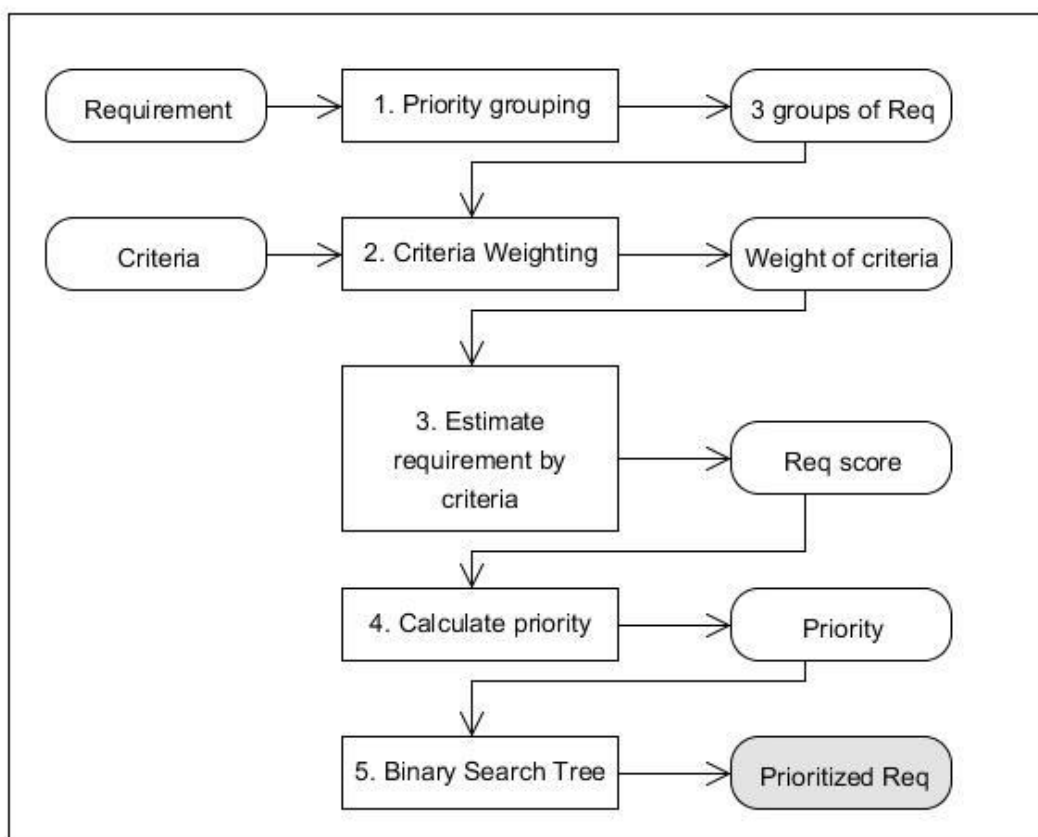 Requirement
1. Priority grouping
3 groups of Req
Criteria
2. Criteria Weighting
Weight of criteria
3. Estimate
requirement by
criteria
Req score
4. Calculate priority
Priority
5. Binary Search Tree
Prioritized Req